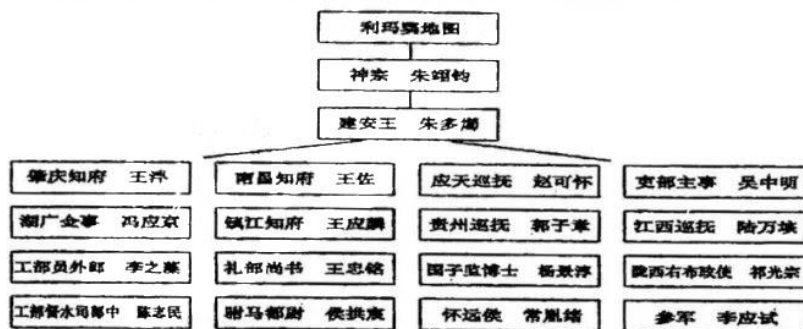 利玛窦地图
神宗 朱翊钧
建安王 朱多㸅
肇庆知府 王泮 南昌知府 王佐 应天巡抚 赵可怀 吏部主事 吴中明
湖广佥事 冯应京 镇江知府 王应麟 贵州巡抚 郭子章 江西巡抚 陆万垓
工部员外郎 李之藻 礼部尚书 王忠铭 国子监博士 杨景淳 陇西右布政使 祁光宗
工部督水司郎中 陈志民 驸马都尉 侯拱宸 怀远侯 常胤绪 参军 李应试